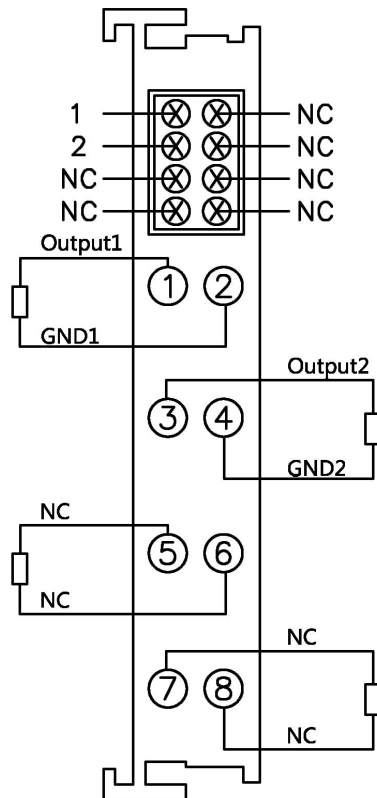 1 NC
2 NC
NC NC
NC NC
Output1
1 2
GND1
Output2
3 4
GND2
NC
5 6
NC
NC
7 8
NC